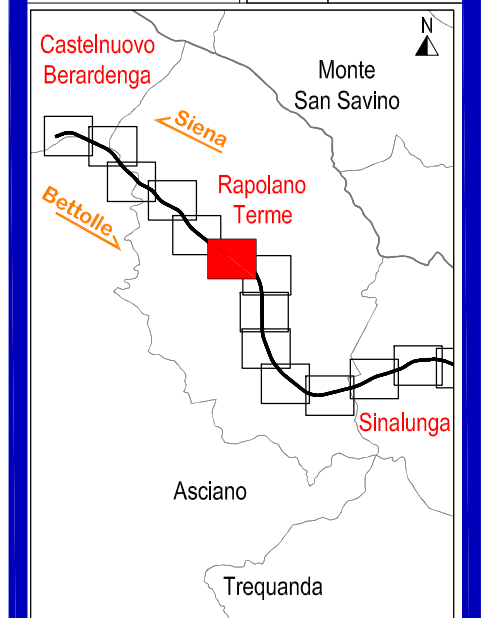 N
Castelnuovo
Berardenga
Monte
San Savino
Siena
Rapolano
Terme
Bettolle
Sinalunga
Asciano
Trequanda